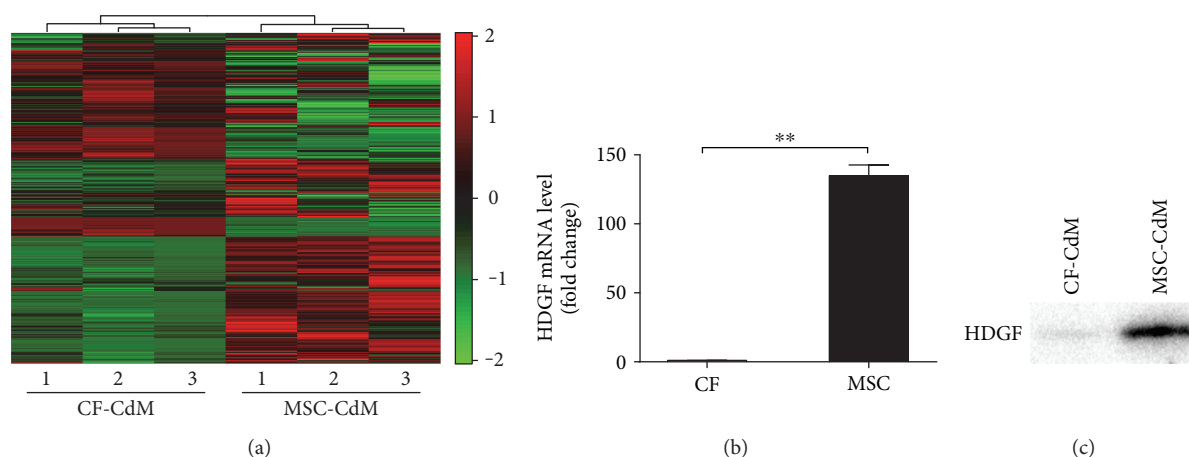 2
1
0
−1
−2
1 2 3 1 2 3
CF-CdM MSC-CdM
(a)
HDGF mRNA level
(fold change)
150
100
50
0
**
CF MSC
(b)
CF-CdM
MSC-CdM
HDGF
(c)